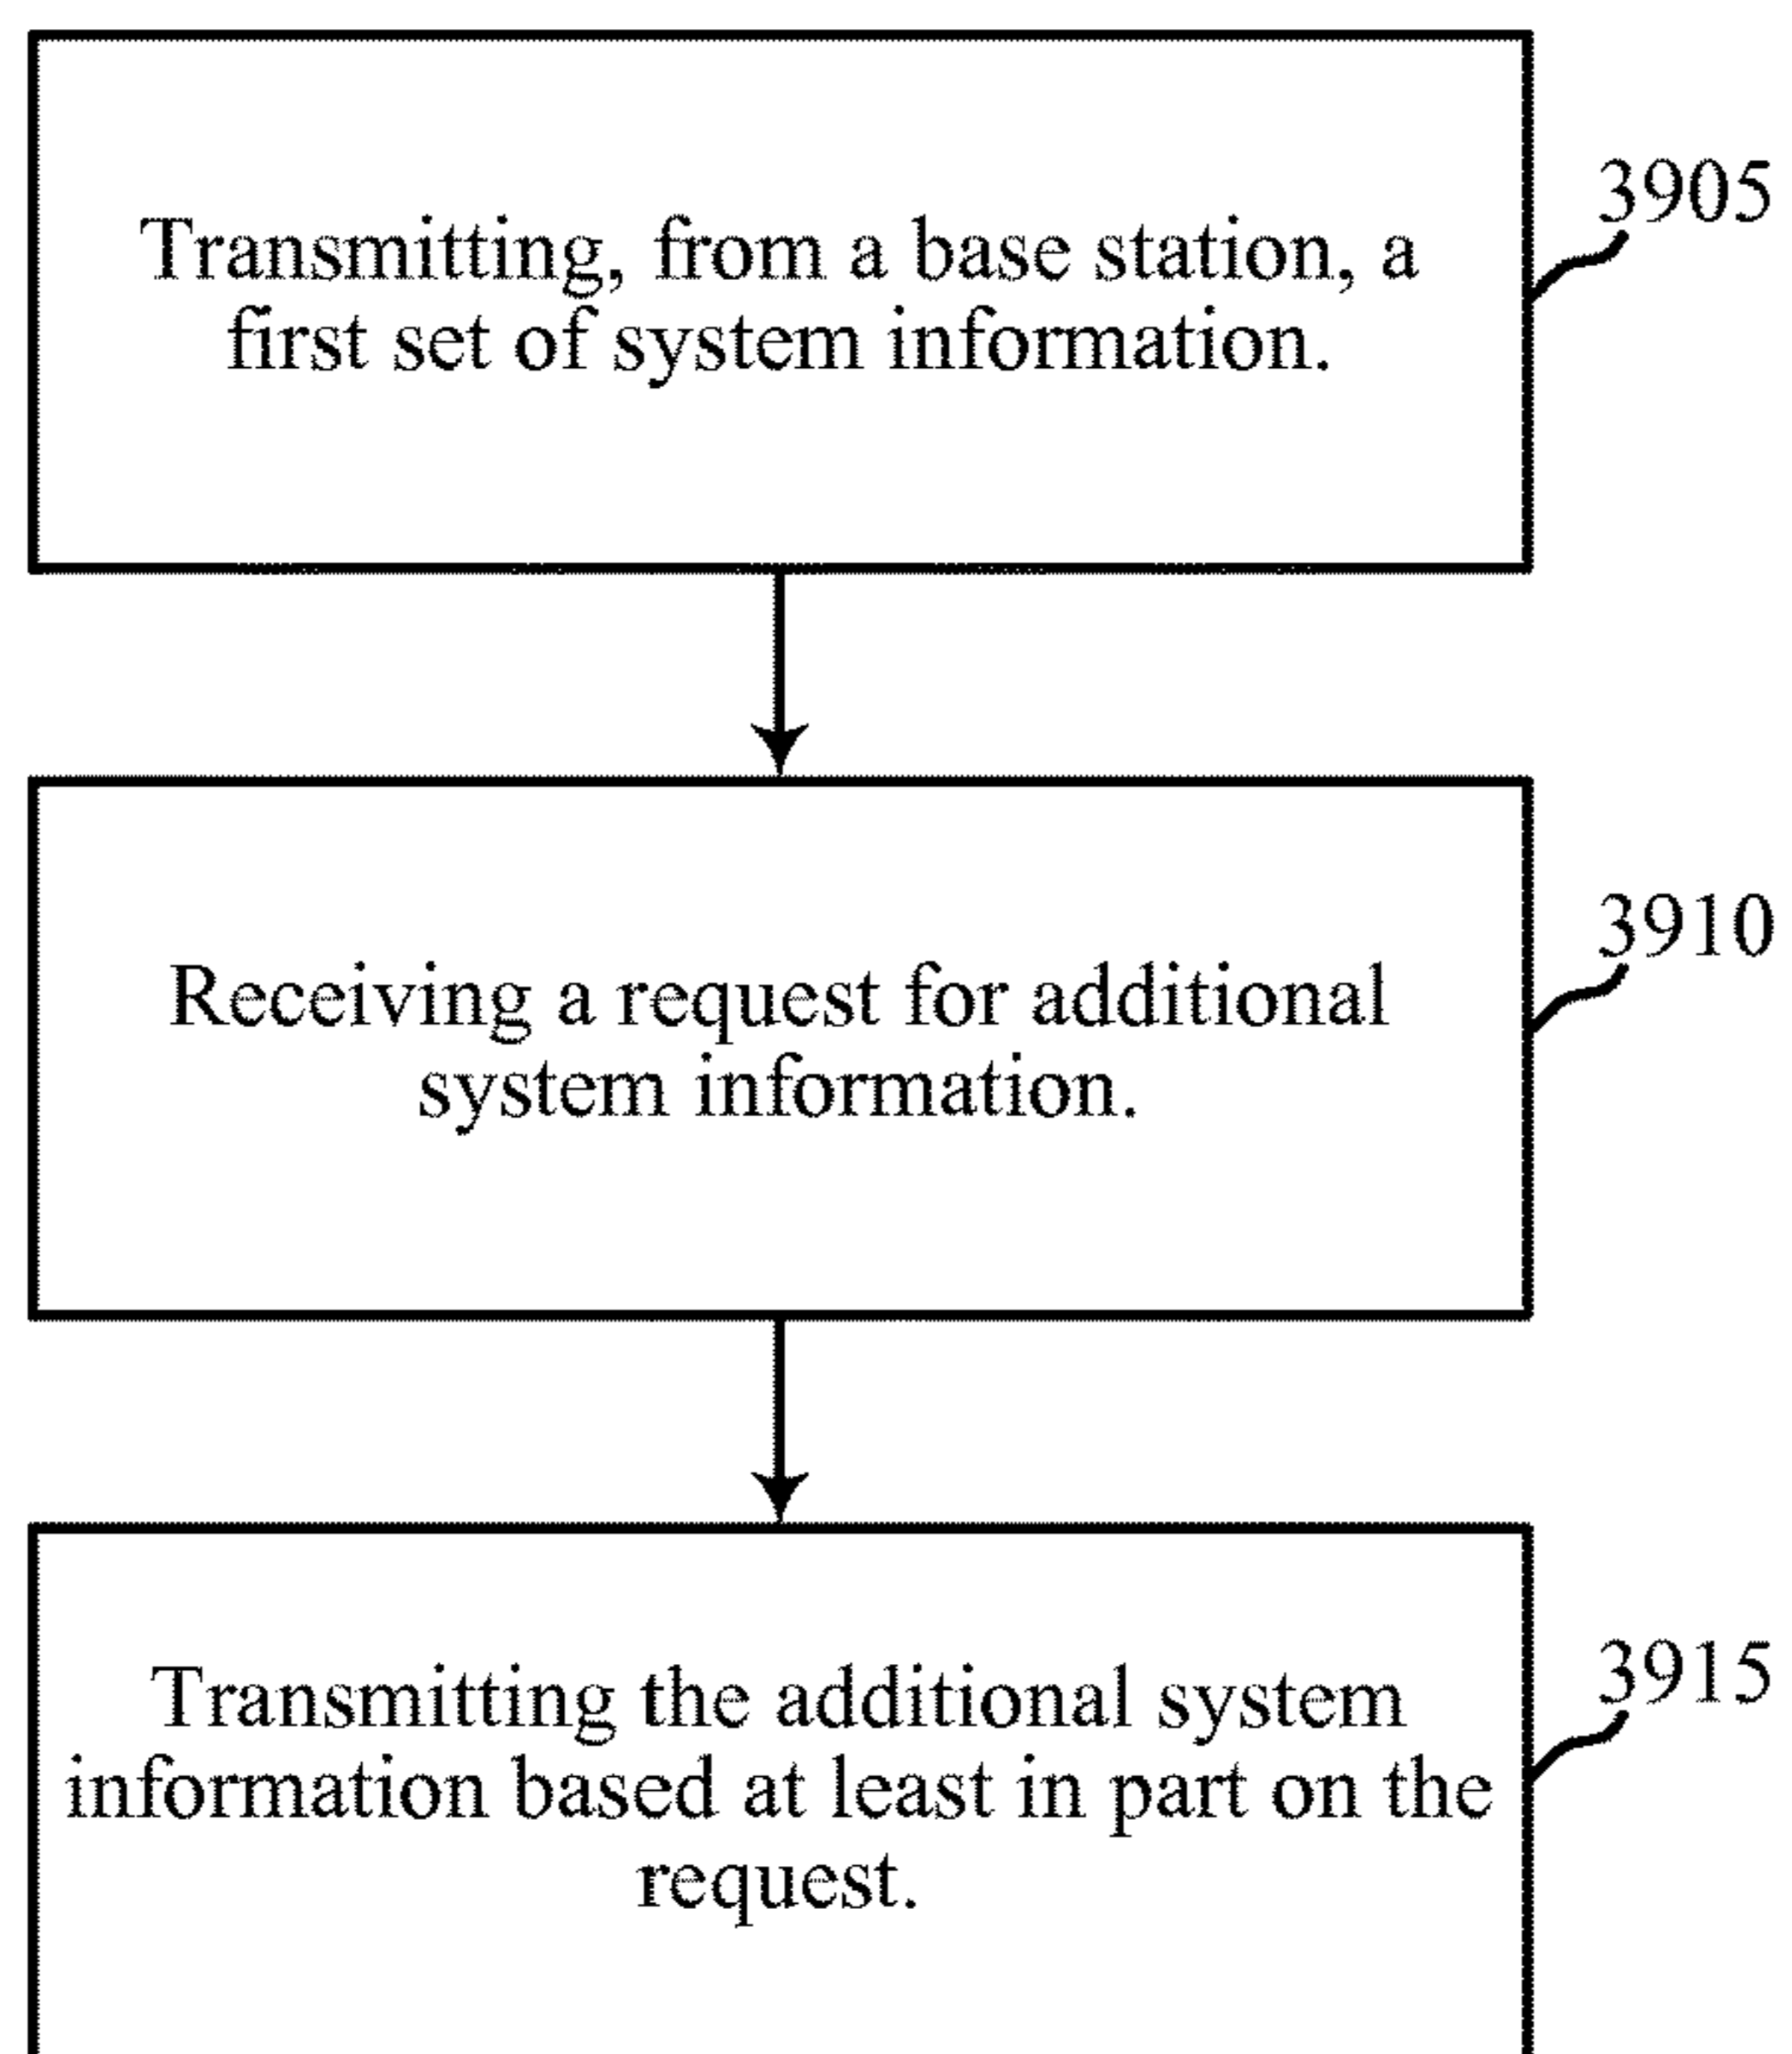 Transmitting, from a base station, a
first set of system information.
3905
Receiving a request for additional
system information.
3910
Transmitting the additional system
information based at least in part on the
request.
3915